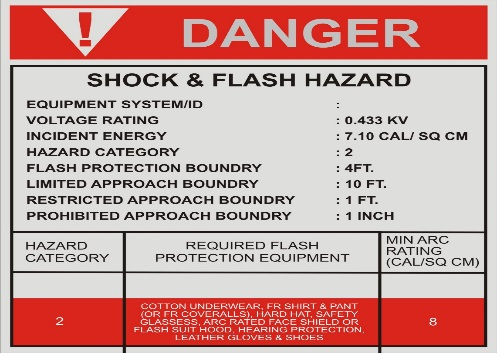 !
DANGER
SHOCK & FLASH HAZARD
EQUIPMENT SYSTEM/ID :
VOLTAGE RATING : 0.433 KV
INCIDENT ENERGY : 7.10 CAL/ SQ CM
HAZARD CATEGORY : 2
FLASH PROTECTION BOUNDRY : 4FT.
LIMITED APPROACH BOUNDRY : 10 FT.
RESTRICTED APPROACH BOUNDRY : 1 FT.
PROHIBITED APPROACH BOUNDRY : 1 INCH
HAZARD
CATEGORY
REQUIRED FLASH
PROTECTION EQUIPMENT
MIN ARC
RATING
(CAL/SQ CM)
2
COTTON UNDERWEAR, FR SHIRT & PANT
(OR FR COVERALLS), HARD HAT, SAFETY
GLASSESS, ARC RATED FACE SHIELD OR
FLASH SUIT HOOD, HEARING PROTECTION,
LEATHER GLOVES & SHOES
8